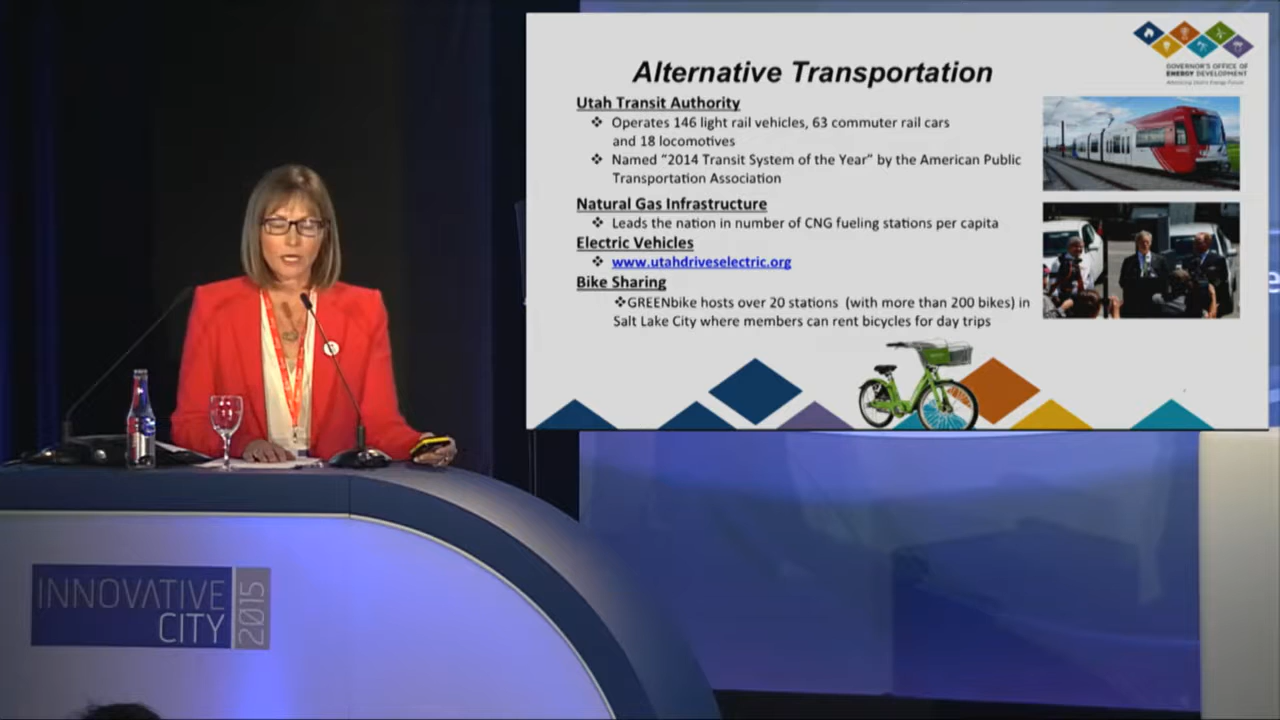 Alternative Transportation
GOVERNOR'S OFFICE OF
ENERGY DEVELOPMENT
Utah Transit Authority
❖ Operates 146 light rail vehicles, 63 commuter rail cars
and 18 locomotives
❖ Named "2014 Transit System of the Year" by the American Public
Transportation Association
Natural Gas Infrastructure
❖ Leads the nation in number of CNG fueling stations per capita
Electric Vehicles
❖ www.utahdriveselectric.org
Bike Sharing
❖GREENbike hosts over 20 stations (with more than 200 bikes) in
Salt Lake City where members can rent bicycles for day trips
INNOVATIVE
CITY
2015